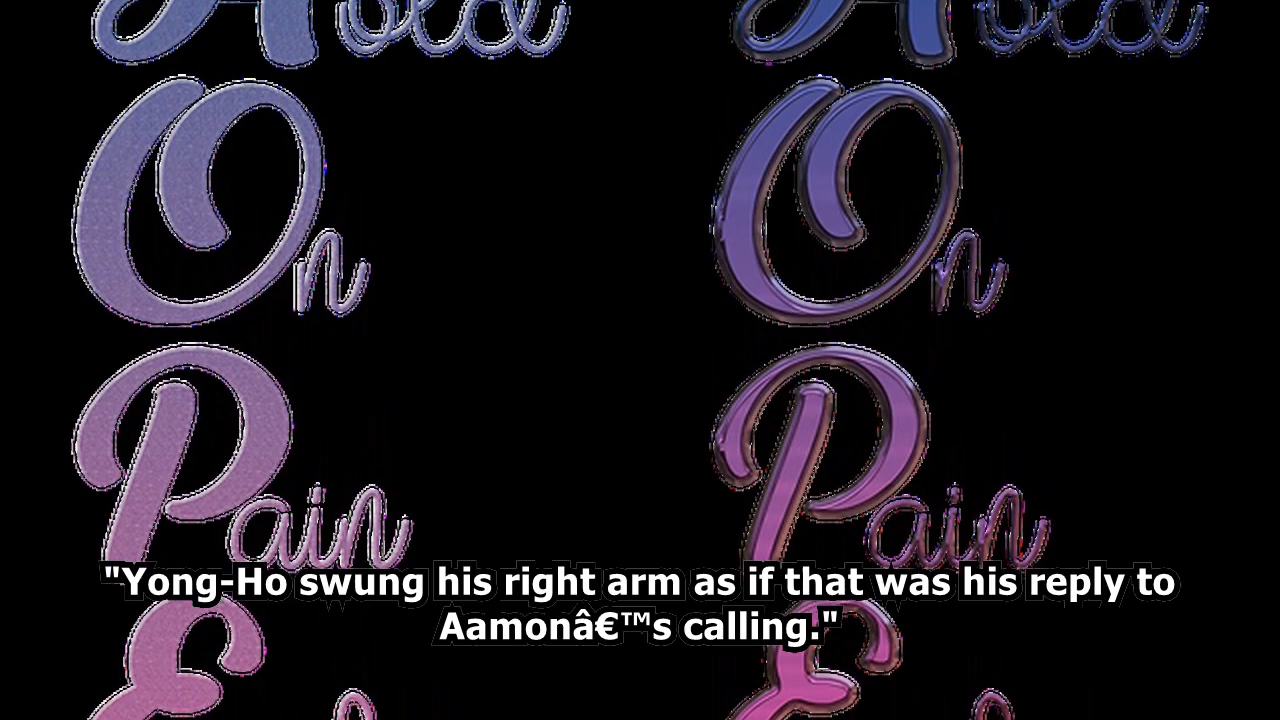 Hold Hold
On On
Pain Pain
"Yong-Ho swung his right arm as if that was his reply to
Aamonâ€™s calling."